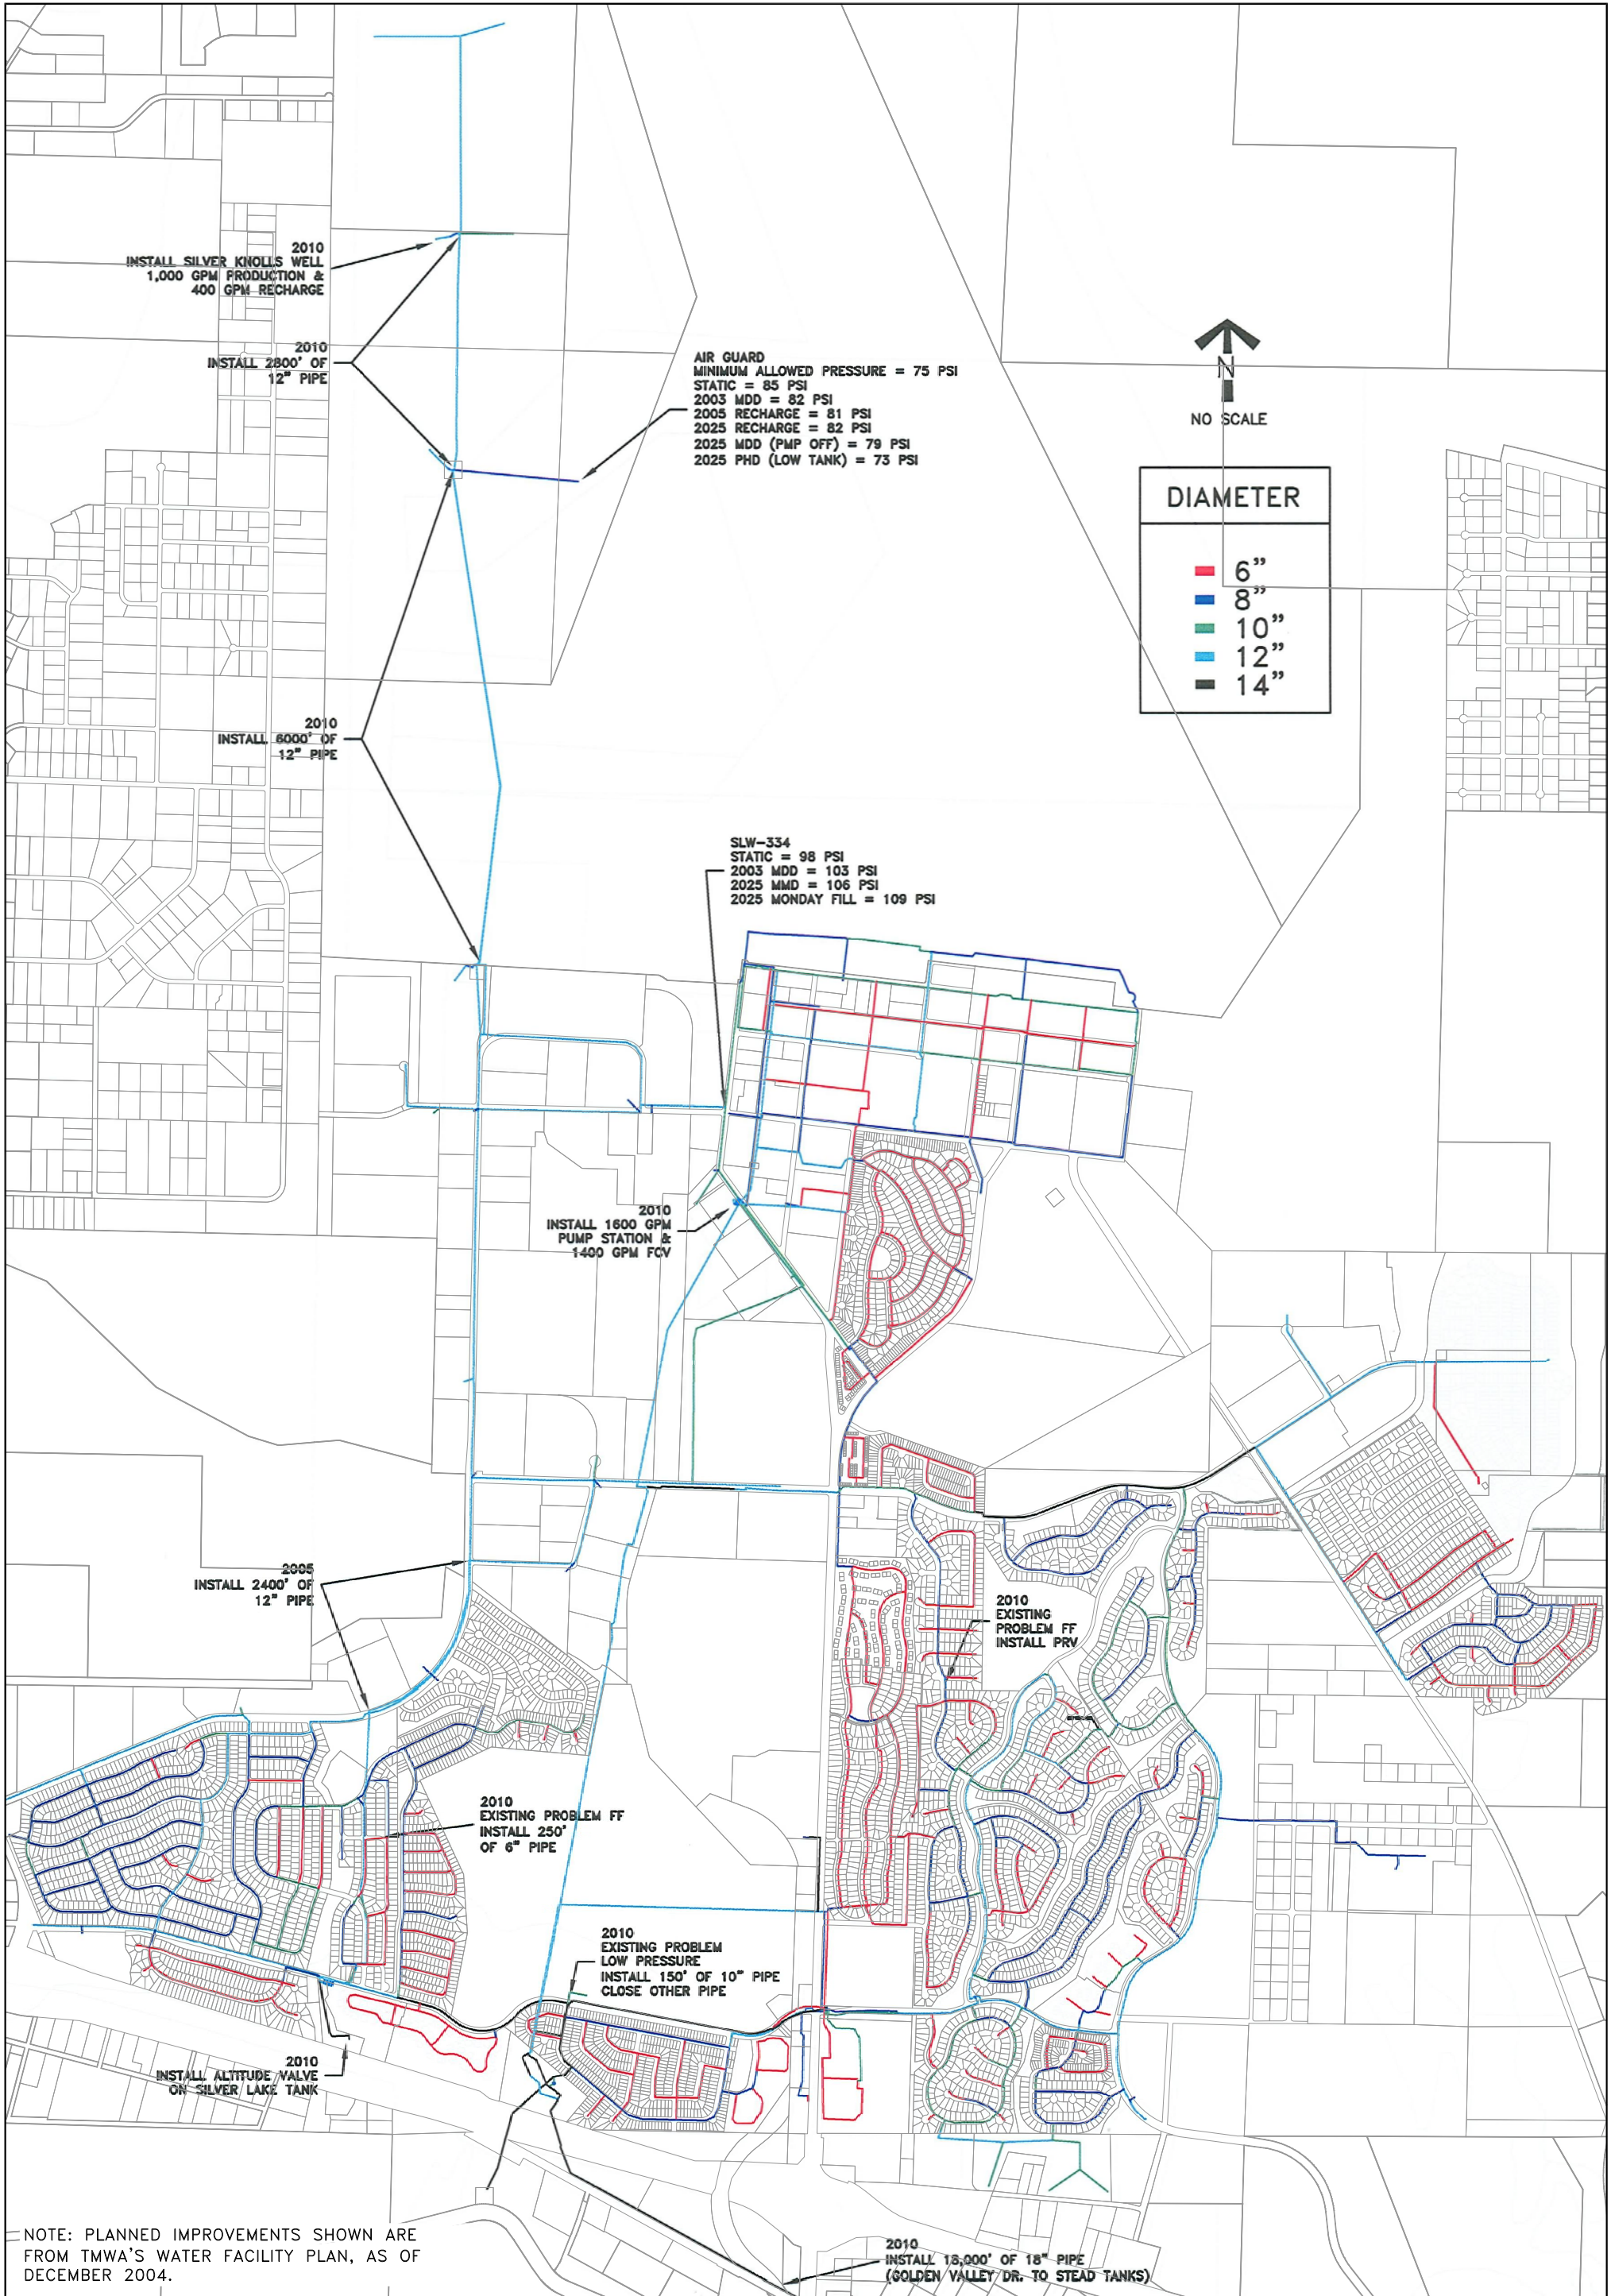 2010
INSTALL SILVER KNOLLS WELL
1,000 GPM PRODUCTION &
400 GPM RECHARGE
2010
INSTALL 2800' OF
12" PIPE
AIR GUARD
MINIMUM ALLOWED PRESSURE = 75 PSI
STATIC = 85 PSI
2003 MDD = 82 PSI
2005 RECHARGE = 81 PSI
2025 RECHARGE = 82 PSI
2025 MDD (PMP OFF) = 79 PSI
2025 PHD (LOW TANK) = 73 PSI
N
NO SCALE
DIAMETER
6"
8"
10"
12"
14"
2010
INSTALL 6000' OF
12" PIPE
SLW-334
STATIC = 98 PSI
2003 MDD = 103 PSI
2025 MMD = 106 PSI
2025 MONDAY FILL = 109 PSI
2010
INSTALL 1600 GPM
PUMP STATION &
1400 GPM FCV
2005
INSTALL 2400' OF
12" PIPE
2010
EXISTING
PROBLEM FF
INSTALL PRV
2010
EXISTING PROBLEM FF
INSTALL 250'
OF 6" PIPE
2010
EXISTING PROBLEM
LOW PRESSURE
INSTALL 150' OF 10" PIPE
CLOSE OTHER PIPE
2010
INSTALL ALTITUDE VALVE
ON SILVER LAKE TANK
2010
INSTALL 13,000' OF 18" PIPE
(GOLDEN VALLEY DR. TO STEAD TANKS)
NOTE: PLANNED IMPROVEMENTS SHOWN ARE
FROM TMWA'S WATER FACILITY PLAN, AS OF
DECEMBER 2004.